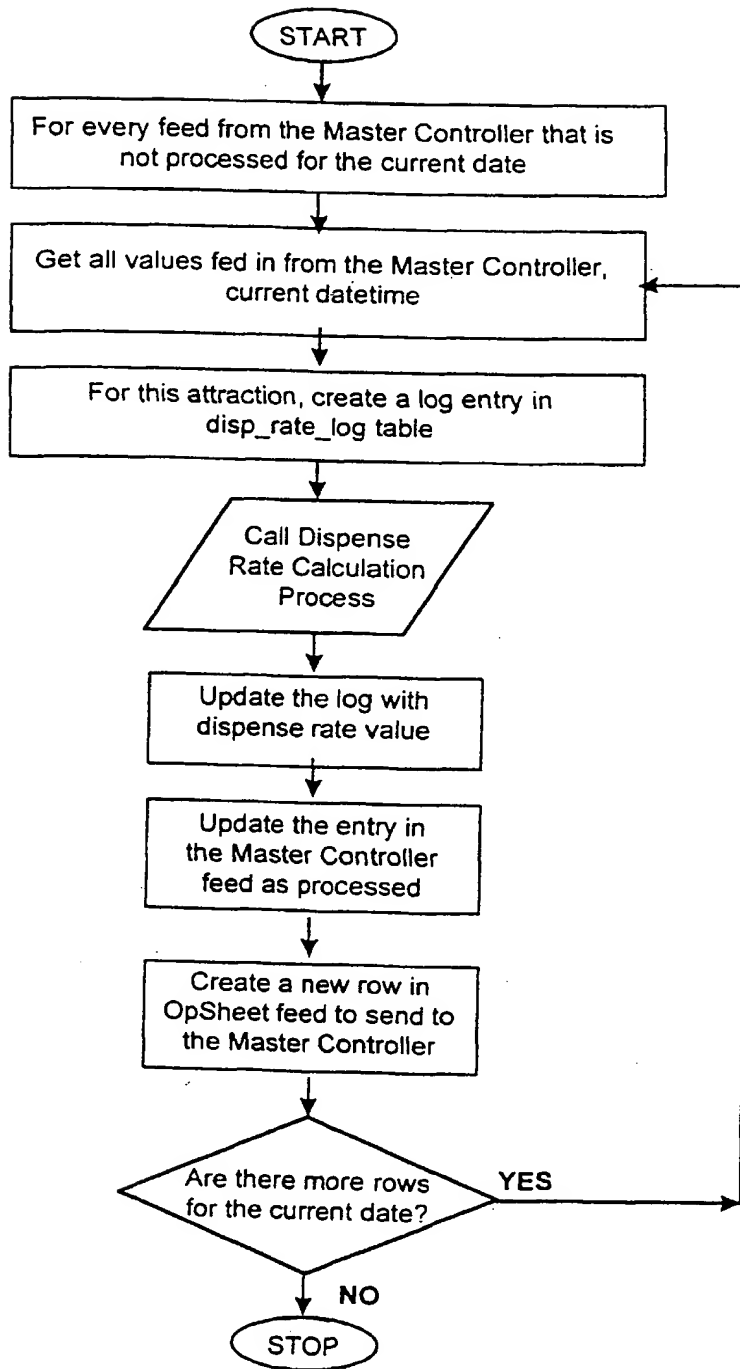 START
For every feed from the Master Controller that is
not processed for the current date
Get all values fed in from the Master Controller,
current datetime
For this attraction, create a log entry in
disp_rate_log table
Call Dispense
Rate Calculation
Process
Update the log with
dispense rate value
Update the entry in
the Master Controller
feed as processed
Create a new row in
OpSheet feed to send to
the Master Controller
Are there more rows
for the current date?
YES
NO
STOP